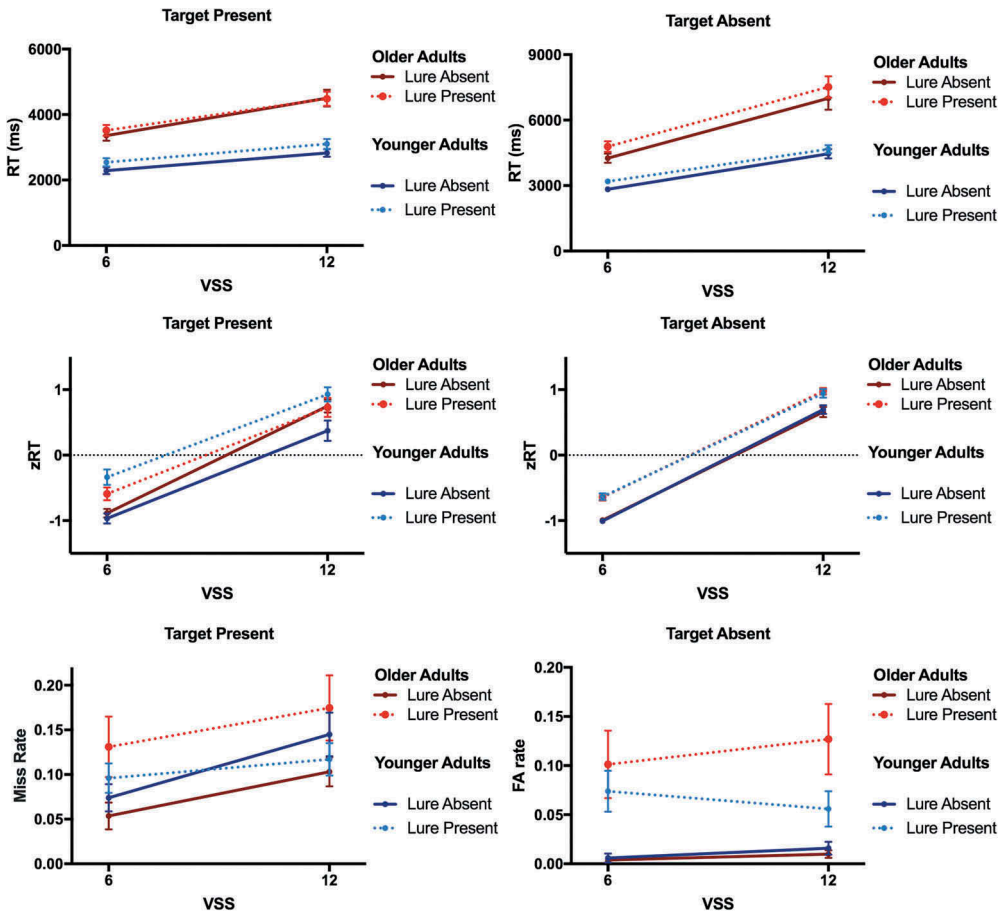 Target Present
RT (ms)
6000
4000
2000
0
6
12
VSS
Older Adults
Lure Absent
Lure Present
Younger Adults
Lure Absent
Lure Present
Target Absent
RT (ms)
9000
6000
3000
0
6
12
VSS
Older Adults
Lure Absent
Lure Present
Younger Adults
Lure Absent
Lure Present
Target Present
zRT
1
0
-1
6
12
VSS
Older Adults
Lure Absent
Lure Present
Younger Adults
Lure Absent
Lure Present
Target Absent
zRT
1
0
-1
6
12
VSS
Older Adults
Lure Absent
Lure Present
Younger Adults
Lure Absent
Lure Present
Target Present
Miss Rate
0.20
0.15
0.10
0.05
0.00
6
12
VSS
Older Adults
Lure Absent
Lure Present
Younger Adults
Lure Absent
Lure Present
Target Absent
FA rate
0.20
0.15
0.10
0.05
0.00
6
12
VSS
Older Adults
Lure Absent
Lure Present
Younger Adults
Lure Absent
Lure Present